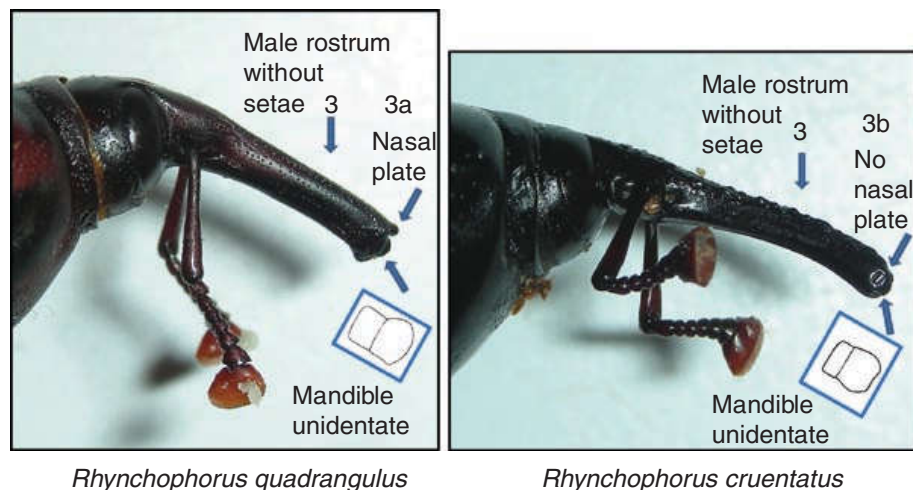 Male rostrum
without
setae 3
3a
Nasal
plate
Mandible
unidentate
Rhynchophorus quadrangulus
Male rostrum
without
setae 3
3b
No
nasal
plate
Mandible
unidentate
Rhynchophorus cruentatus